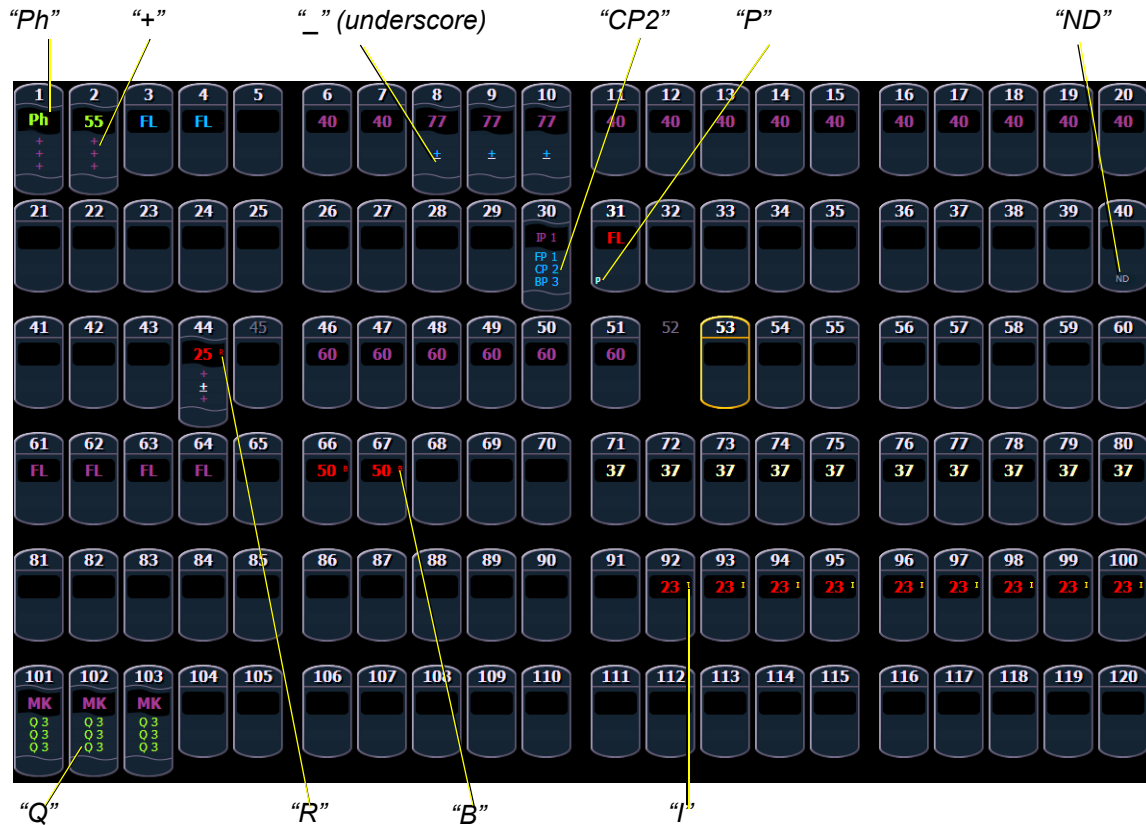 “Ph” “+” “_” (underscore) “CP2” “P” “ND”
1 2 3 4 5 6 7 8 9 10 11 12 13 14 15 16 17 18 19 20
Ph 55 FL FL 40 40 77 77 77 40 40 40 40 40 40 40 40 40 40
+ +
+ + ± ± ±
+ +
21 22 23 24 25 26 27 28 29 30 31 32 33 34 35 36 37 38 39 40
IP 1 FL
FP 1
CP 2
BP 3 P ND
41 42 43 44 45 46 47 48 49 50 51 52 53 54 55 56 57 58 59 60
25 R 60 60 60 60 60 60
+
±
+
61 62 63 64 65 66 67 68 69 70 71 72 73 74 75 76 77 78 79 80
FL FL FL FL 50 B 50 B 37 37 37 37 37 37 37 37 37 37
81 82 83 84 85 86 87 88 89 90 91 92 93 94 95 96 97 98 99 100
23 I 23 I 23 I 23 I 23 I 23 I 23 I 23 I 23 I
101 102 103 104 105 106 107 108 109 110 111 112 113 114 115 116 117 118 119 120
MK MK MK
Q 3 Q 3 Q 3
Q 3 Q 3 Q 3
Q 3 Q 3 Q 3
“Q” “R” “B” “I”